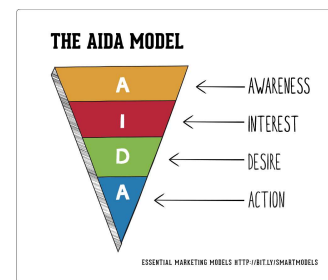 THE AIDA MODEL
A AWARENESS
I INTEREST
D DESIRE
A ACTION
ESSENTIAL MARKETING MODELS HTTP://BIT.LY/SMARTMODELS